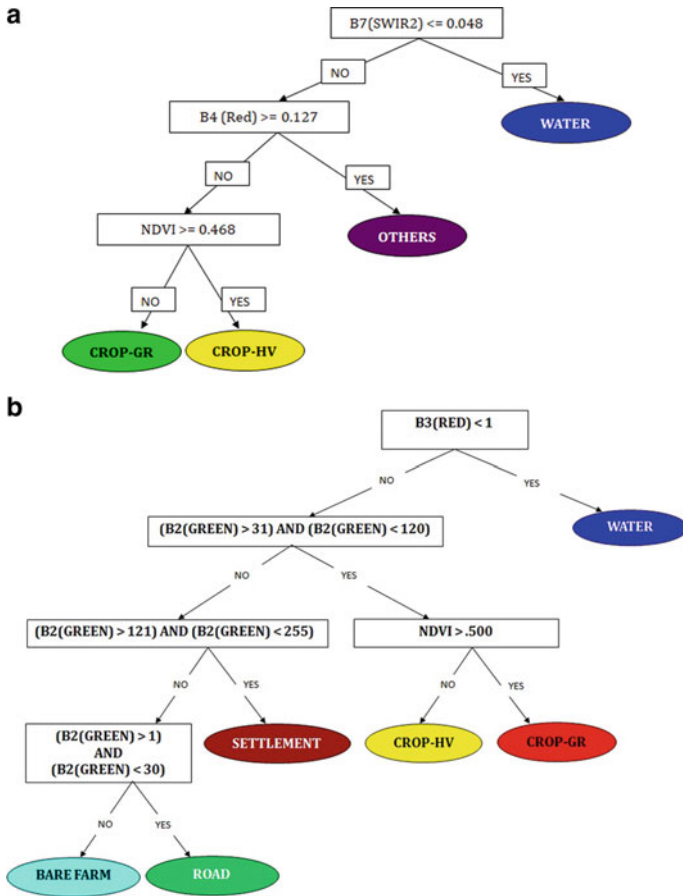 a
B7(SWIR2) <= 0.048
NO
YES
B4 (Red) >= 0.127
WATER
NO
YES
NDVI >= 0.468
OTHERS
NO
YES
CROP-GR
CROP-HV
b
B3(RED) < 1
NO
YES
(B2(GREEN) > 31) AND (B2(GREEN) < 120)
WATER
NO
YES
(B2(GREEN) > 121) AND (B2(GREEN) < 255)
NDVI > .500
NO
YES
NO
YES
(B2(GREEN) > 1)
AND
(B2(GREEN) < 30)
SETTLEMENT
CROP-HV
CROP-GR
NO
YES
BARE FARM
ROAD